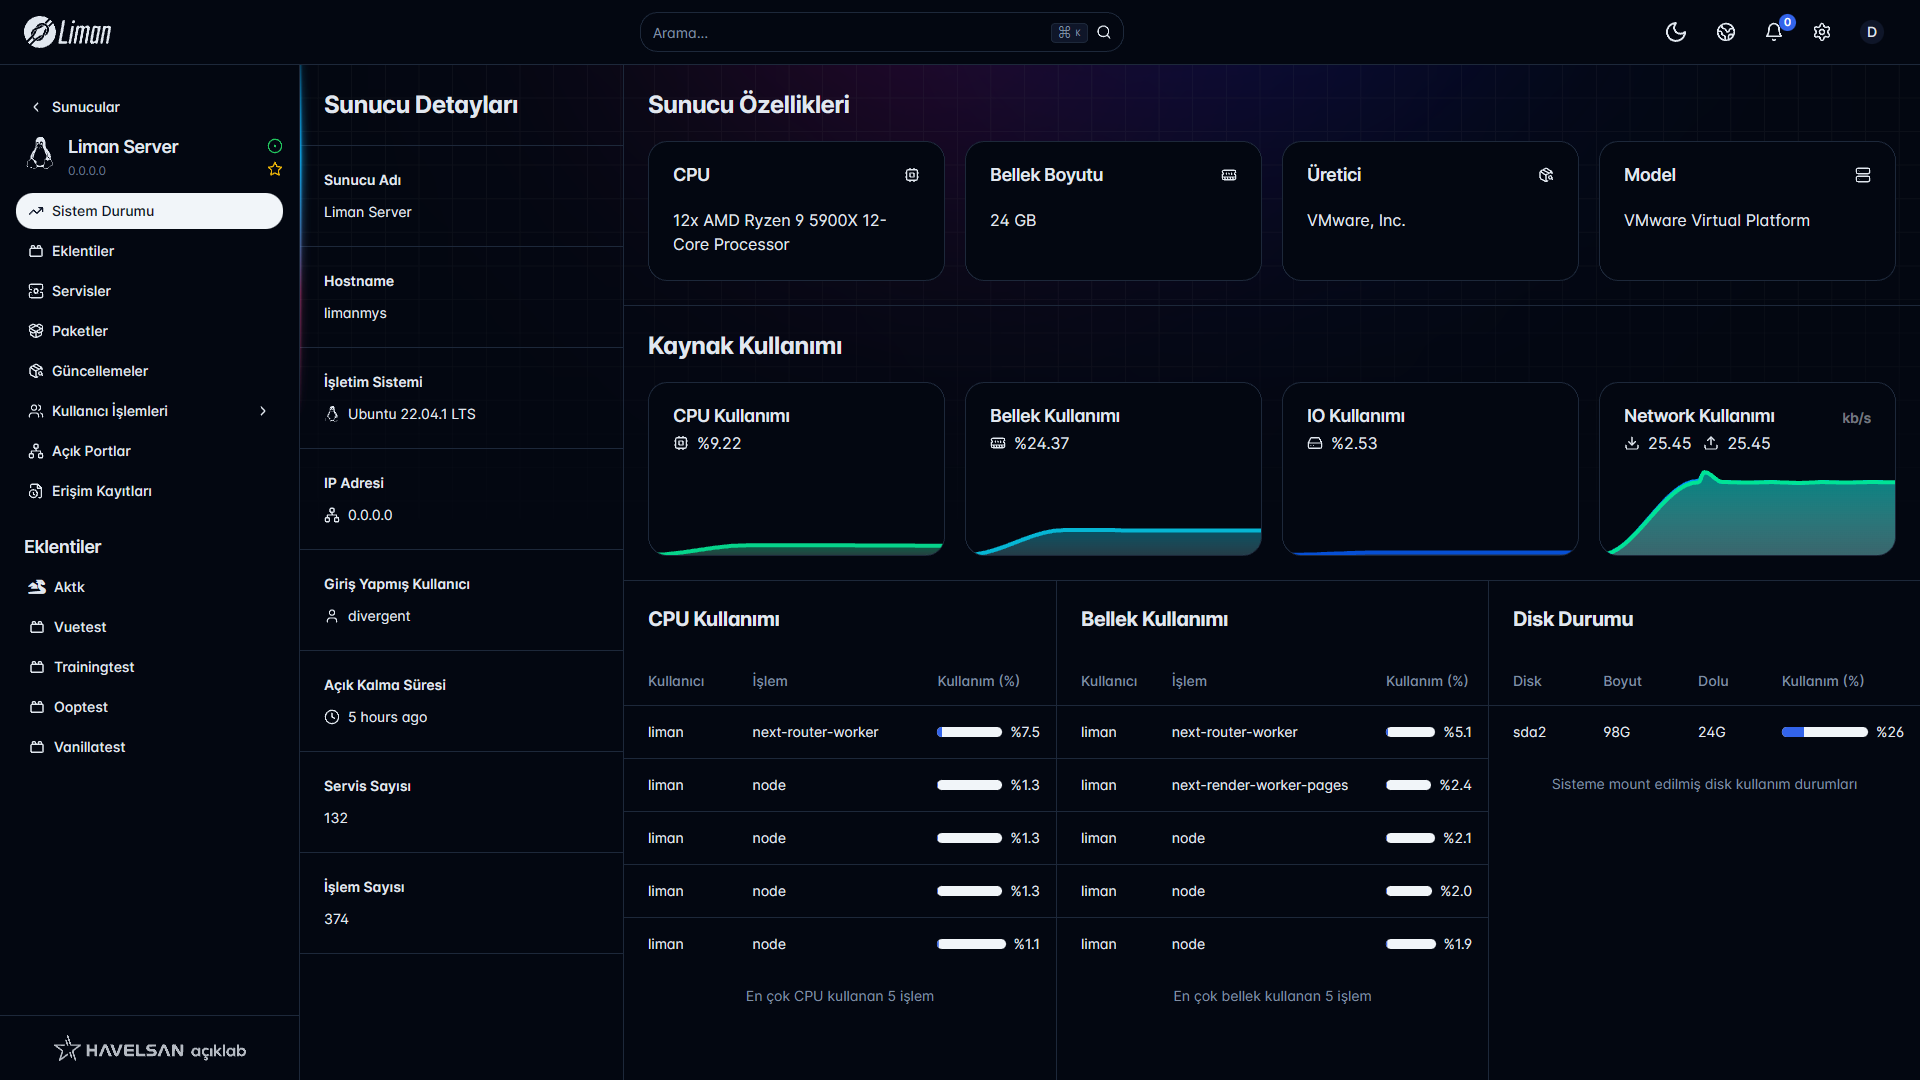 Liman
Arama...
⌘ K
0
D
Sunucular
Liman Server
0.0.0.0
Sistem Durumu
Eklentiler
Servisler
Paketler
Güncellemeler
Kullanıcı İşlemleri
Açık Portlar
Erişim Kayıtları
Eklentiler
Aktk
Vuetest
Trainingtest
Ooptest
Vanillatest
HAVELSAN açıklab
Sunucu Detayları
Sunucu Adı
Liman Server
Hostname
limanmys
İşletim Sistemi
Ubuntu 22.04.1 LTS
IP Adresi
0.0.0.0
Giriş Yapmış Kullanıcı
divergent
Açık Kalma Süresi
5 hours ago
Servis Sayısı
132
İşlem Sayısı
374
Sunucu Özellikleri
CPU
12x AMD Ryzen 9 5900X 12-
Core Processor
Bellek Boyutu
24 GB
Üretici
VMware, Inc.
Model
VMware Virtual Platform
Kaynak Kullanımı
CPU Kullanımı
%9.22
Bellek Kullanımı
%24.37
IO Kullanımı
%2.53
Network Kullanımı kb/s
25.45 25.45
CPU Kullanımı
Kullanıcı İşlem Kullanım (%)
liman next-router-worker %7.5
liman node %1.3
liman node %1.3
liman node %1.3
liman node %1.1
En çok CPU kullanan 5 işlem
Bellek Kullanımı
Kullanıcı İşlem Kullanım (%)
liman next-router-worker %5.1
liman next-render-worker-pages %2.4
liman node %2.1
liman node %2.0
liman node %1.9
En çok bellek kullanan 5 işlem
Disk Durumu
Disk Boyut Dolu Kullanım (%)
sda2 98G 24G %26
Sisteme mount edilmiş disk kullanım durumları